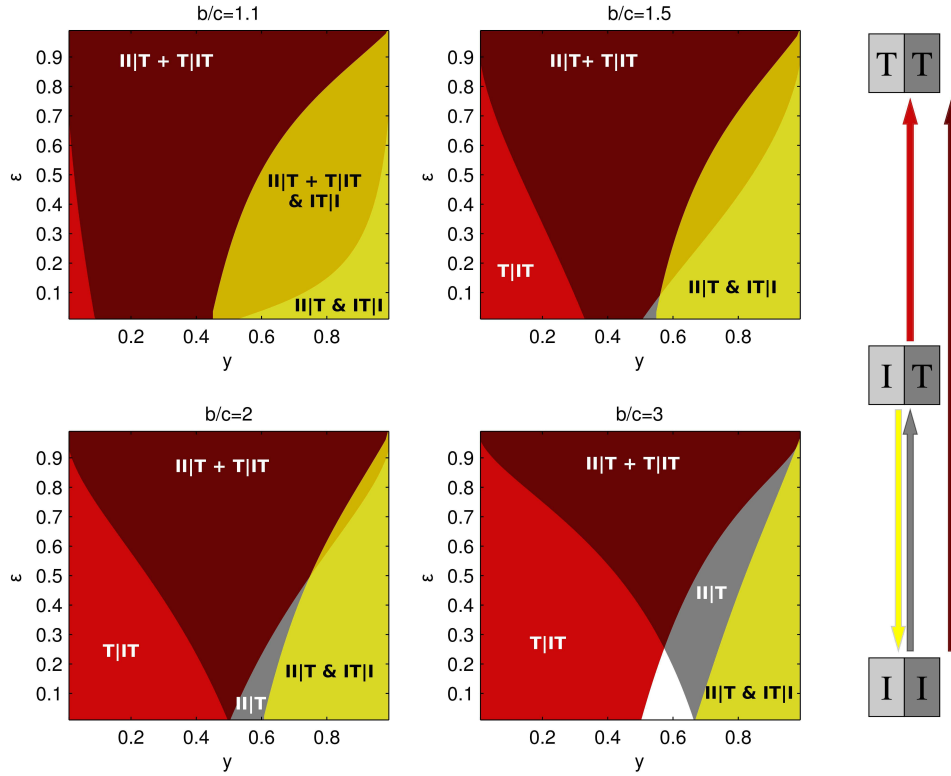 b/c=1.1
0.9
0.8
0.7
0.6
0.5
0.4
0.3
0.2
0.1
ε
II|T + T|IT
II|T + T|IT
& IT|I
II|T & IT|I
0.2 0.4 0.6 0.8
y
b/c=1.5
0.9
0.8
0.7
0.6
0.5
0.4
0.3
0.2
0.1
ε
II|T+ T|IT
T|IT
II|T & IT|I
0.2 0.4 0.6 0.8
y
b/c=2
0.9
0.8
0.7
0.6
0.5
0.4
0.3
0.2
0.1
ε
II|T + T|IT
T|IT
II|T
II|T & IT|I
0.2 0.4 0.6 0.8
y
b/c=3
0.9
0.8
0.7
0.6
0.5
0.4
0.3
0.2
0.1
ε
II|T + T|IT
II|T
T|IT
II|T & IT|I
0.2 0.4 0.6 0.8
y
T T
I T
I I